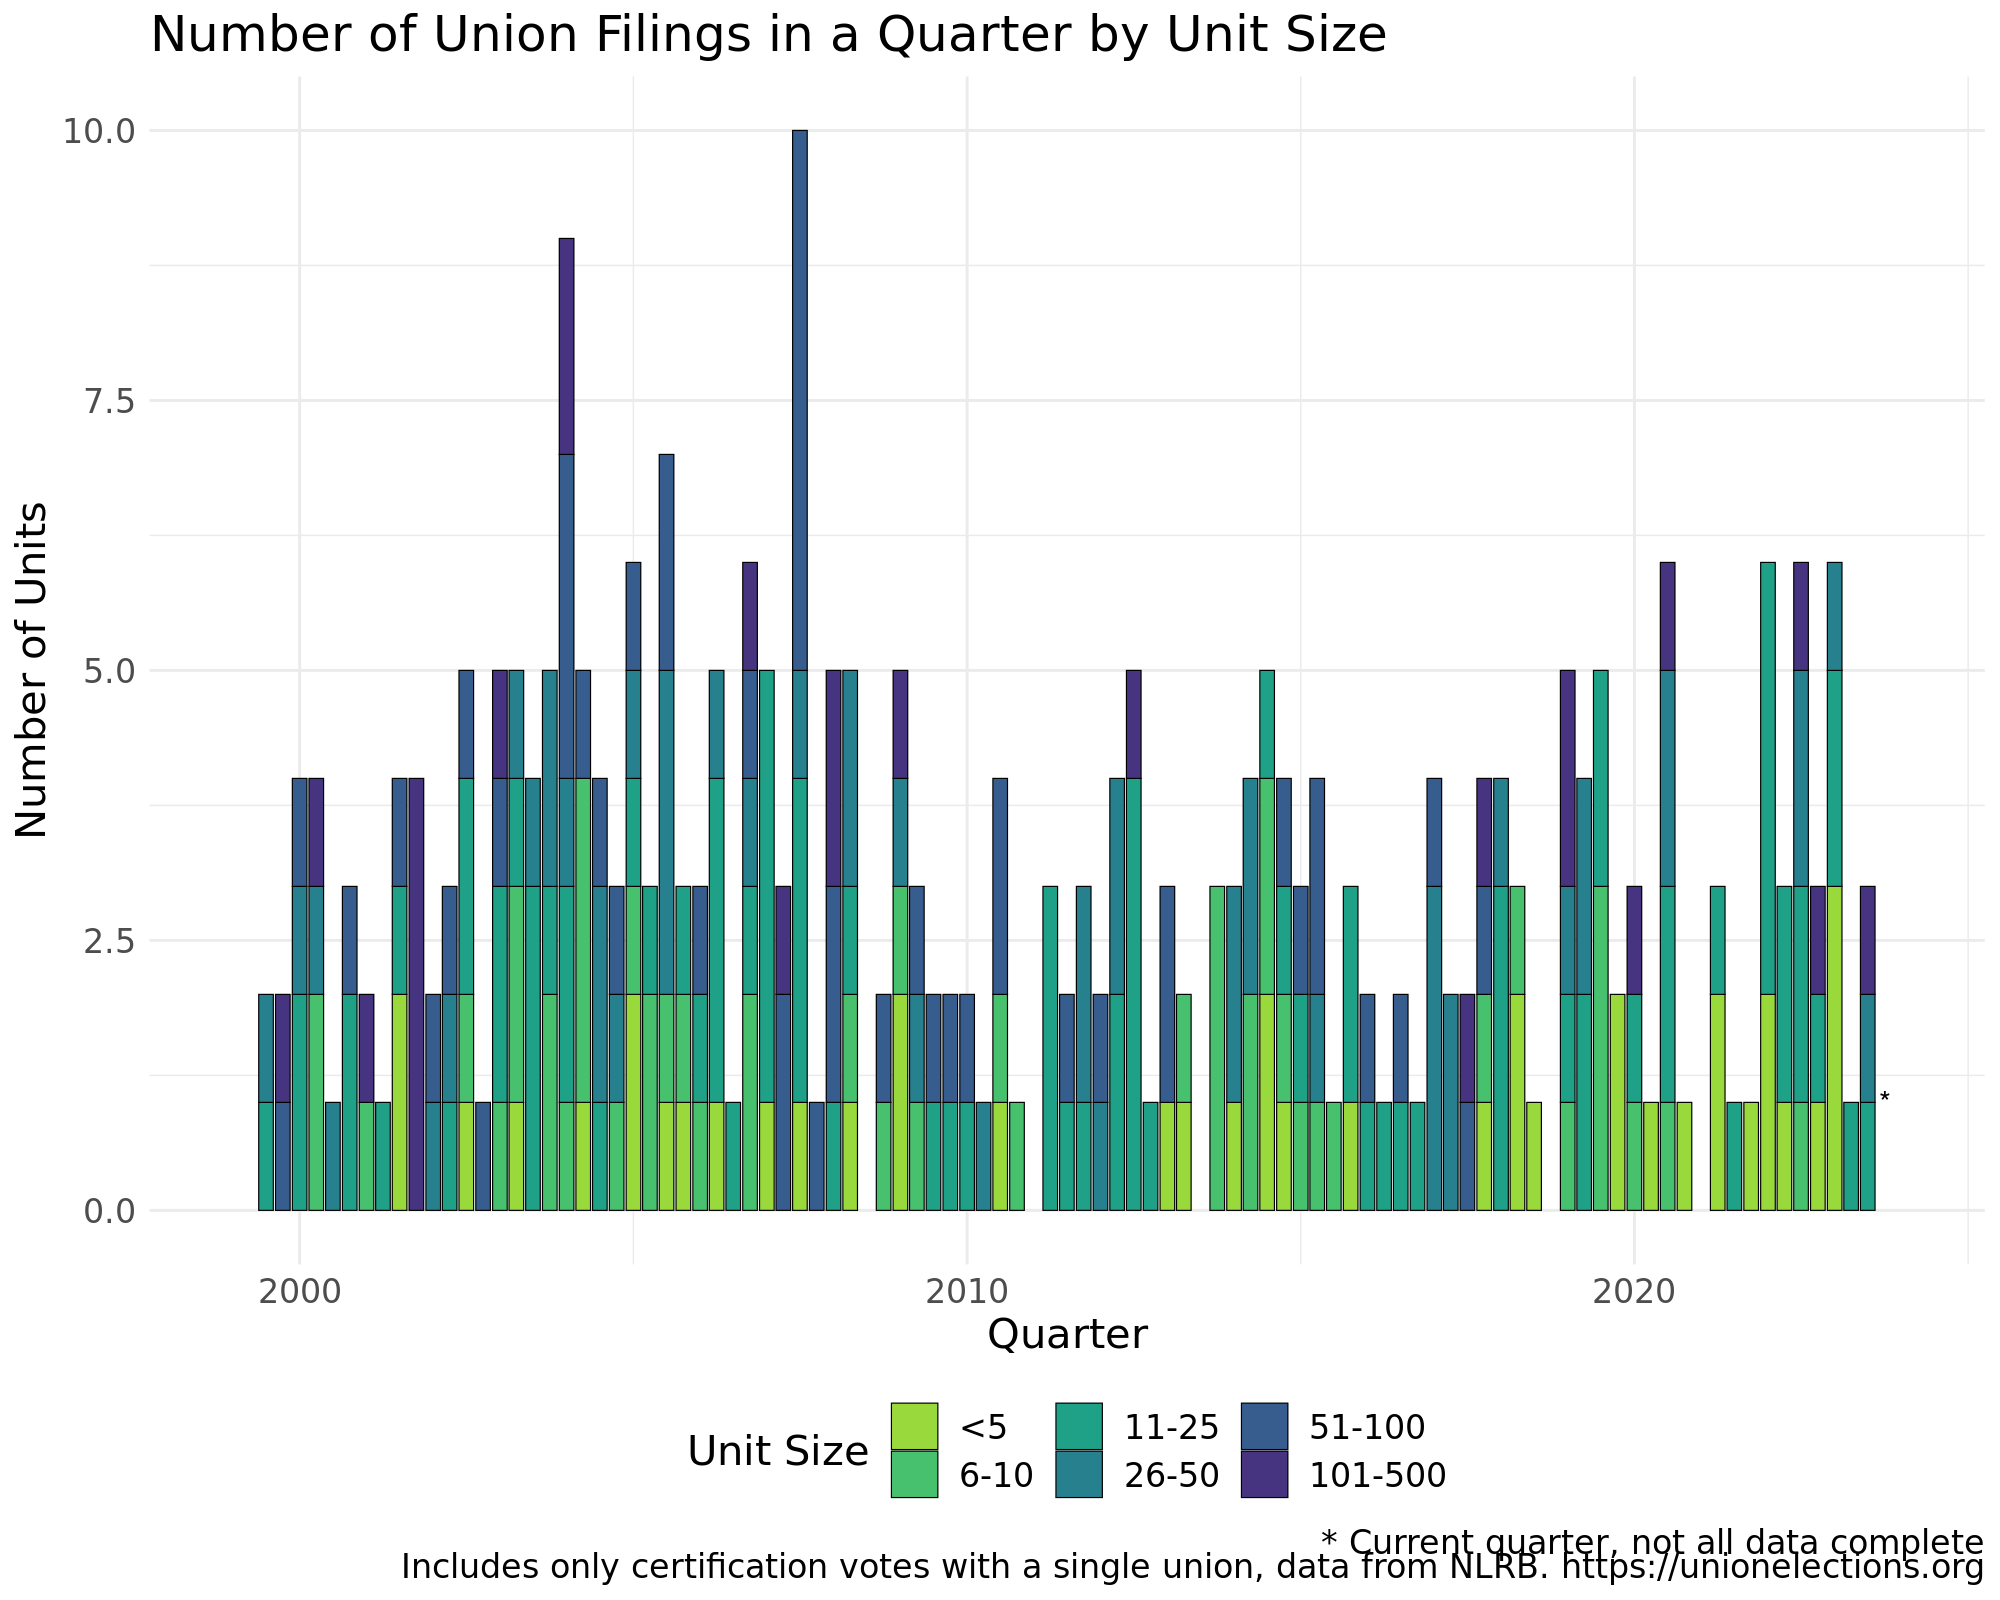 Number of Union Filings in a Quarter by Unit Size
Number of Units
10.0
7.5
5.0
2.5
0.0
*
2000 2010 2020
Quarter
Unit Size
<5 11-25 51-100
6-10 26-50 101-500
* Current quarter, not all data complete
Includes only certification votes with a single union, data from NLRB. https://unionelections.org